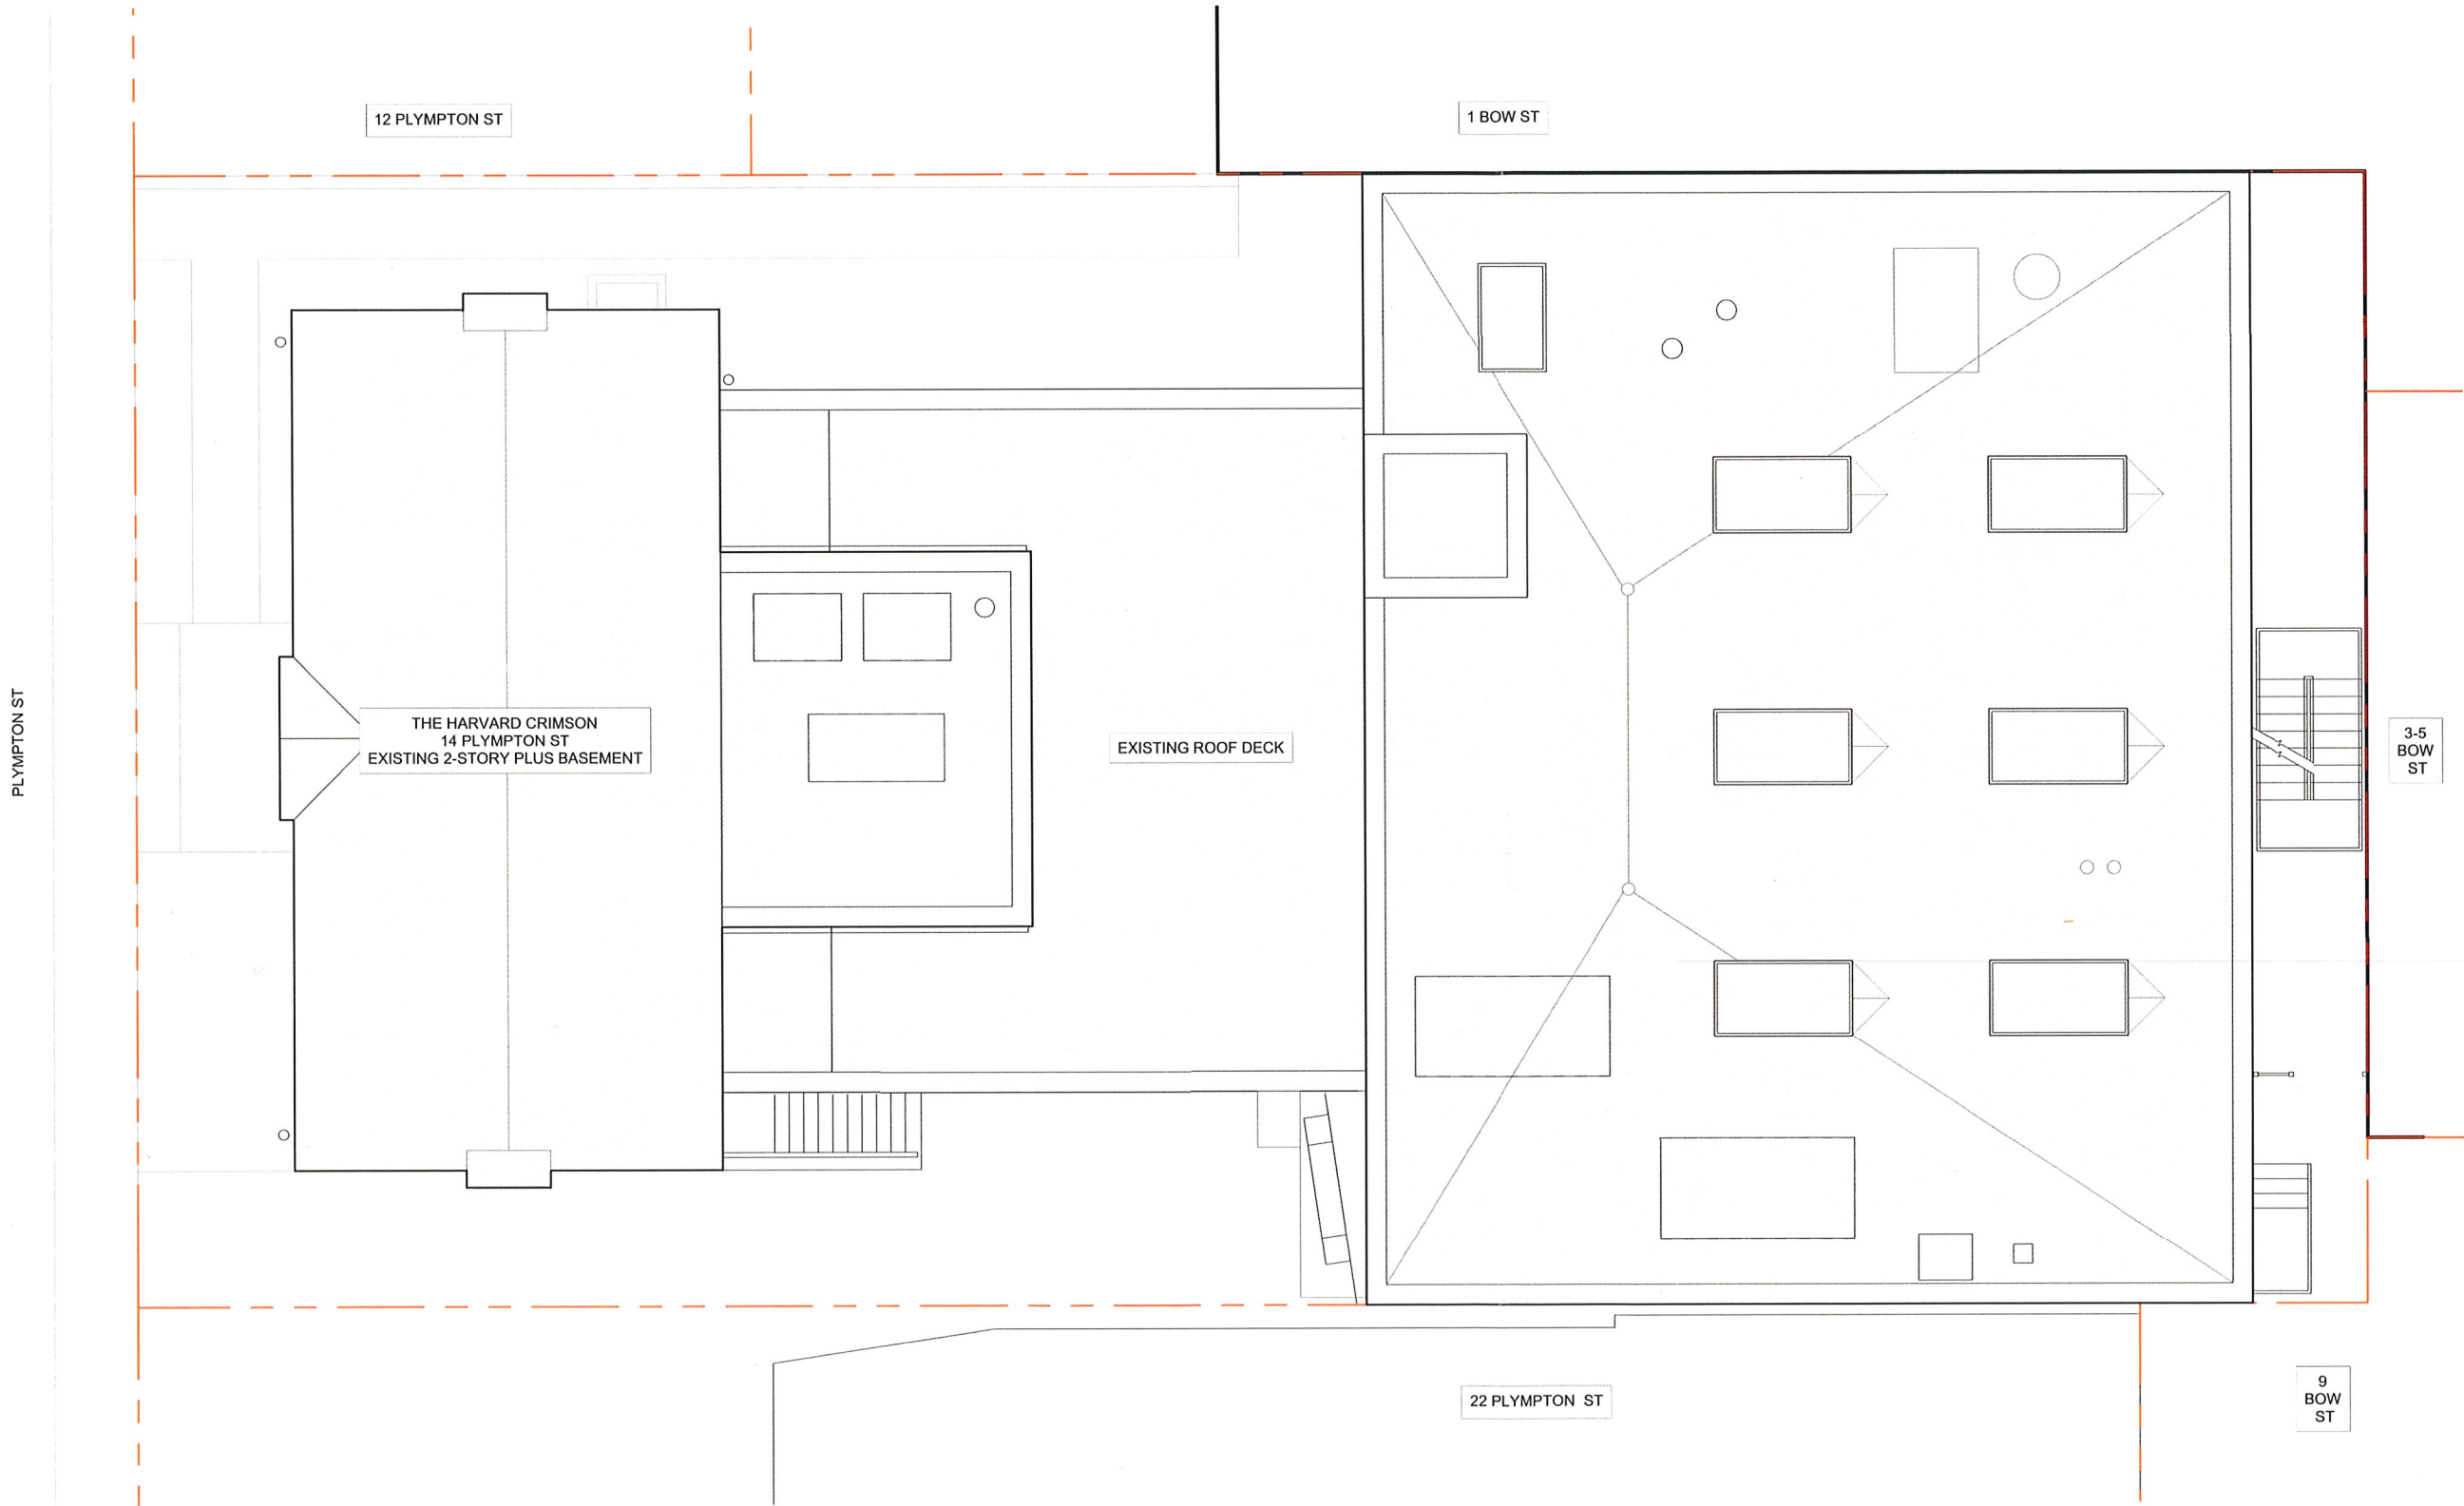 12 PLYMPTON ST
1 BOW ST
PLYMPTON ST
THE HARVARD CRIMSON
14 PLYMPTON ST
EXISTING 2-STORY PLUS BASEMENT
EXISTING ROOF DECK
3-5
BOW
ST
22 PLYMPTON ST
9
BOW
ST